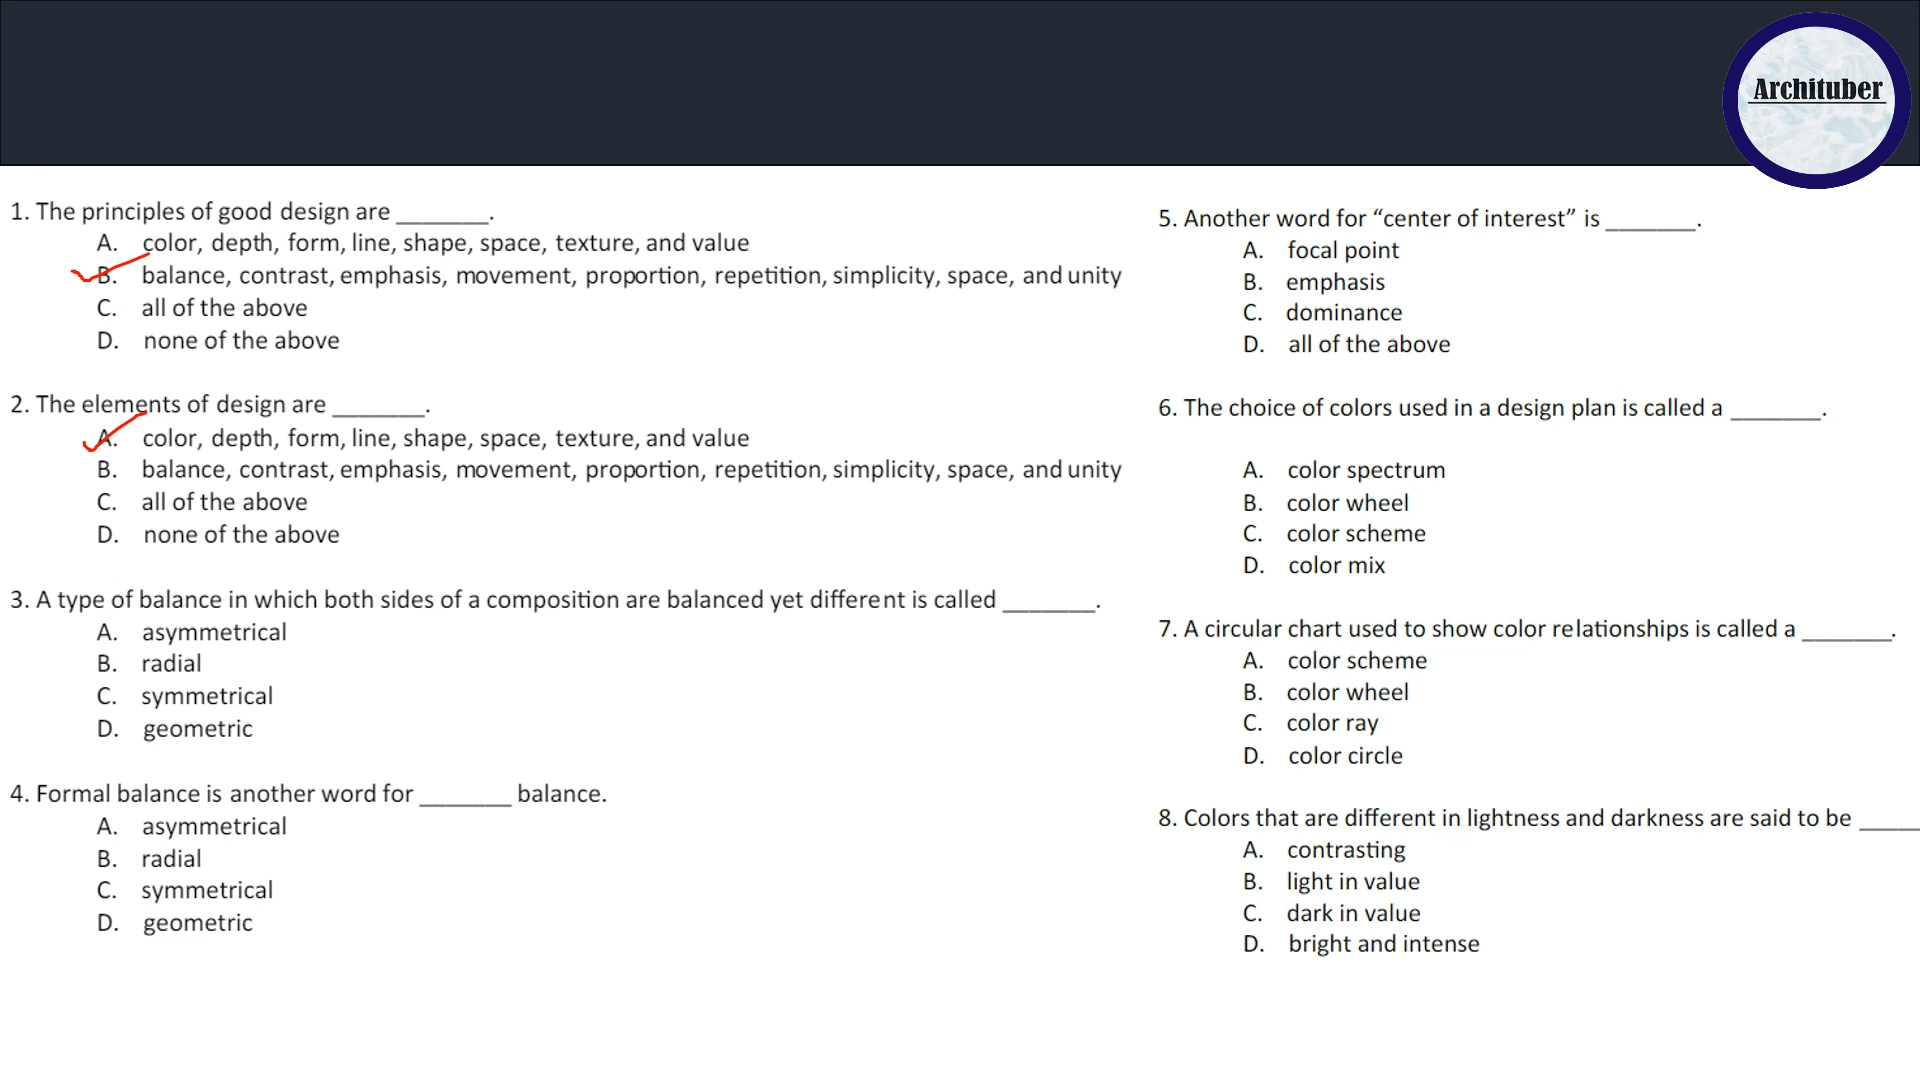 Archituber
1. The principles of good design are _______.
A. color, depth, form, line, shape, space, texture, and value
B. balance, contrast, emphasis, movement, proportion, repetition, simplicity, space, and unity
C. all of the above
D. none of the above
2. The elements of design are _______.
A. color, depth, form, line, shape, space, texture, and value
B. balance, contrast, emphasis, movement, proportion, repetition, simplicity, space, and unity
C. all of the above
D. none of the above
3. A type of balance in which both sides of a composition are balanced yet different is called _______.
A. asymmetrical
B. radial
C. symmetrical
D. geometric
4. Formal balance is another word for _______ balance.
A. asymmetrical
B. radial
C. symmetrical
D. geometric
5. Another word for “center of interest” is _______.
A. focal point
B. emphasis
C. dominance
D. all of the above
6. The choice of colors used in a design plan is called a _______.
A. color spectrum
B. color wheel
C. color scheme
D. color mix
7. A circular chart used to show color relationships is called a _______.
A. color scheme
B. color wheel
C. color ray
D. color circle
8. Colors that are different in lightness and darkness are said to be _____
A. contrasting
B. light in value
C. dark in value
D. bright and intense